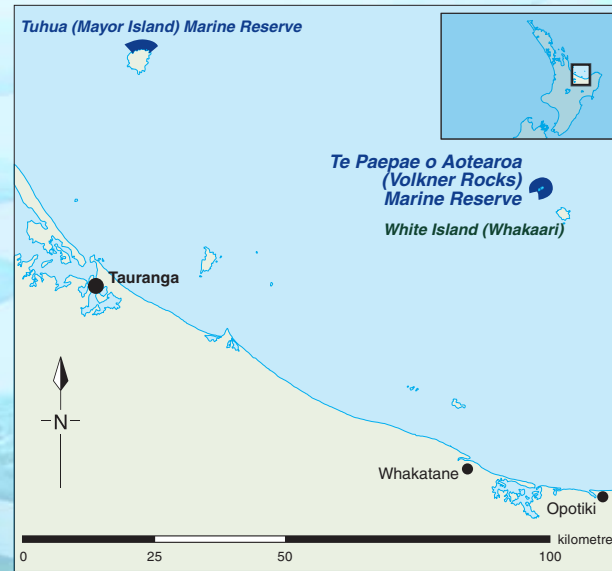 Tuhua (Mayor Island) Marine Reserve
Te Paepae o Aotearoa
(Volkner Rocks)
Marine Reserve
White Island (Whakaari)
Tauranga
N
Whakatane
Opotiki
kilometre
0 25 50 100